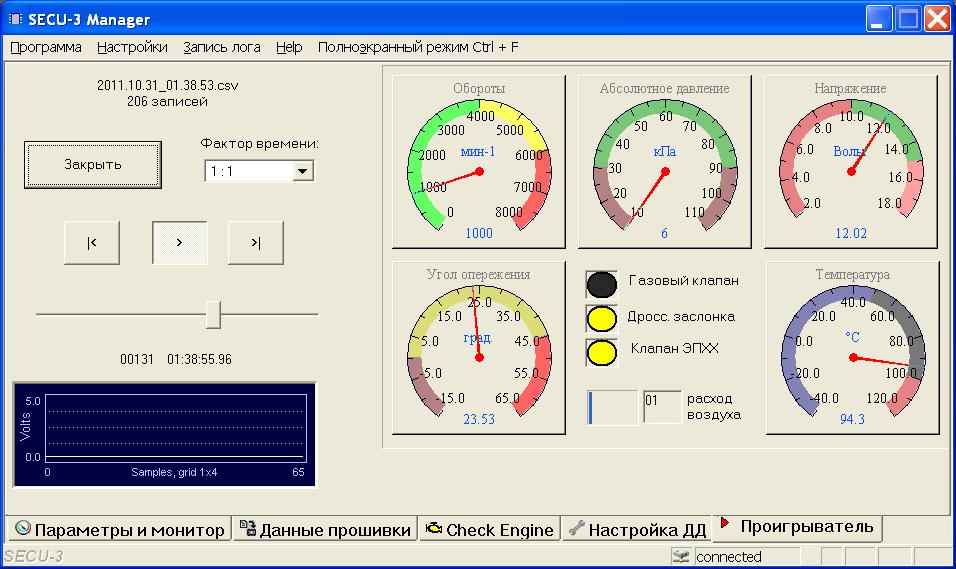 SECU-3 Manager
Программа Настройки Запись лога Help Полноэкранный режим Ctrl + F
2011.10.31_01.38.53.csv
206 записей
Закрыть
Фактор времени:
1 : 1
|<
>
>|
00131 01:38:55.96
5.0
Volts
0.0
0 Samples, grid 1x4 65
Обороты
0
1000
2000
3000
4000
5000
6000
7000
8000
мин-1
1000
Абсолютное давление
10
20
30
40
50
60
70
80
90
100
110
кПа
6
Напряжение
2.0
4.0
6.0
8.0
10.0
12.0
14.0
16.0
18.0
Вольт
12.02
Угол опережения
-15.0
-5.0
5.0
15.0
25.0
35.0
45.0
55.0
65.0
град.
23.53
Газовый клапан
Дросс. заслонка
Клапан ЭПХХ
01
расход
воздуха
Температура
-40.0
-20.0
0.0
20.0
40.0
60.0
80.0
100.0
120.0
°C
94.3
Параметры и монитор Данные прошивки Check Engine Настройка ДД Проигрыватель
SECU-3 connected